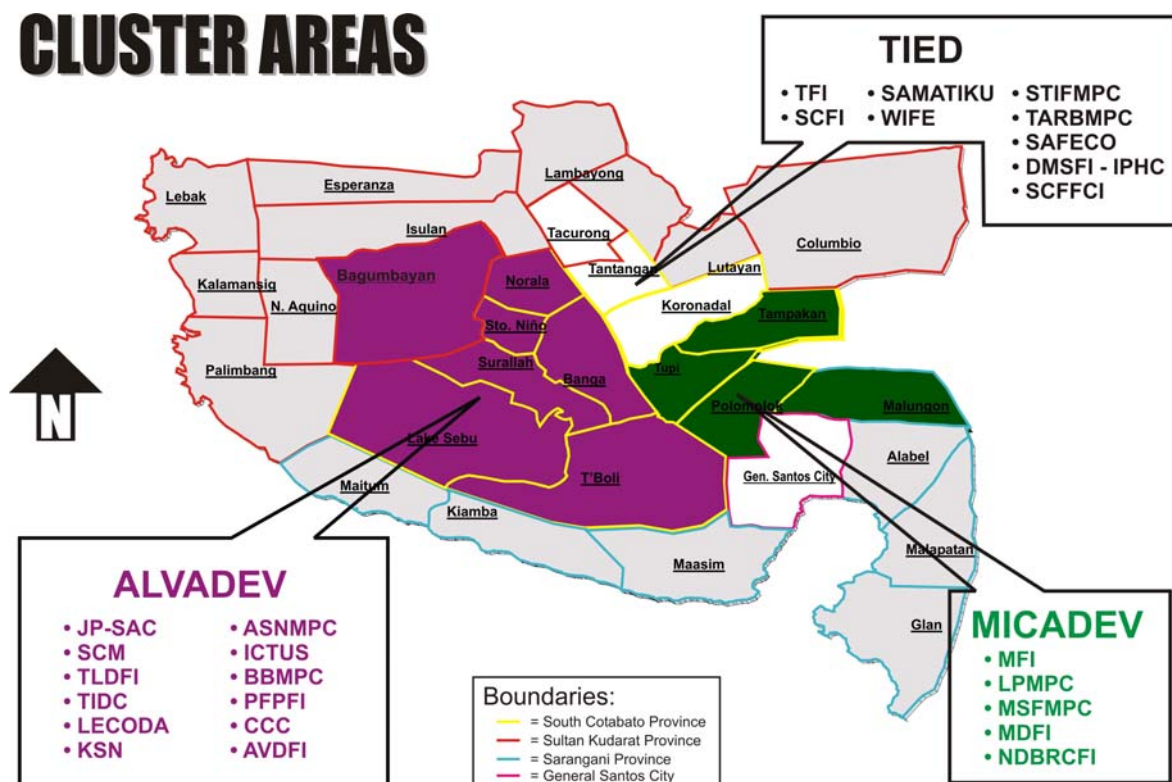 CLUSTER AREAS
TIED
• TFI
• SCFI
• SAMATIKU
• WIFE
• STIFMPC
• TARBMPC
• SAFECO
• DMSFI - IPHC
• SCFFCI
Lebak
Esperanza
Lambayong
Isulan
Tacurong
Columbio
Tantangan
Lutayan
Kalamansig
N. Aquino
Bagumbayan
Norala
Koronadal
Tampakan
Sto. Niño
Surallah
Palimbang
Banga
Tupi
Polomolok
Malungon
N
Lake Sebu
T'Boli
Gen. Santos City
Alabel
Maitum
Kiamba
Maasim
Malapatan
Glan
ALVADEV
• JP-SAC
• SCM
• TLDFI
• TIDC
• LECODA
• KSN
• ASNMPC
• ICTUS
• BBMPC
• PFPFI
• CCC
• AVDFI
MICADEV
• MFI
• LPMPC
• MSFMPC
• MDFI
• NDBRCFI
Boundaries:
= South Cotabato Province
= Sultan Kudarat Province
= Sarangani Province
= General Santos City